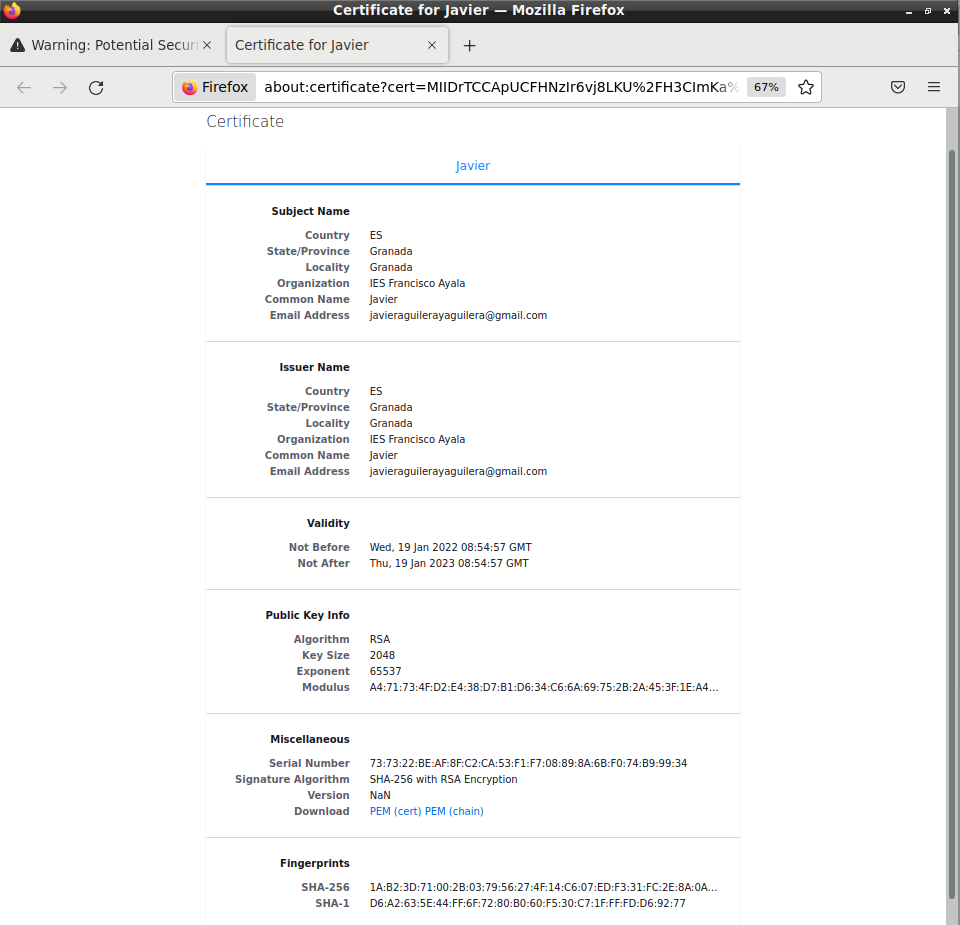 Certificate for Javier — Mozilla Firefox
Warning: Potential Securi
Certificate for Javier
Firefox about:certificate?cert=MIIDrTCCApUCFHNzIr6vj8LKU%2FH3CImKa% 67%
Certificate
Javier
Subject Name
Country ES
State/Province Granada
Locality Granada
Organization IES Francisco Ayala
Common Name Javier
Email Address javieraguilerayaguilera@gmail.com
Issuer Name
Country ES
State/Province Granada
Locality Granada
Organization IES Francisco Ayala
Common Name Javier
Email Address javieraguilerayaguilera@gmail.com
Validity
Not Before Wed, 19 Jan 2022 08:54:57 GMT
Not After Thu, 19 Jan 2023 08:54:57 GMT
Public Key Info
Algorithm RSA
Key Size 2048
Exponent 65537
Modulus A4:71:73:4F:D2:E4:38:D7:B1:D6:34:C6:6A:69:75:2B:2A:45:3F:1E:A4...
Miscellaneous
Serial Number 73:73:22:BE:AF:8F:C2:CA:53:F1:F7:08:89:8A:6B:F0:74:B9:99:34
Signature Algorithm SHA-256 with RSA Encryption
Version NaN
Download PEM (cert) PEM (chain)
Fingerprints
SHA-256 1A:B2:3D:71:00:2B:03:79:56:27:4F:14:C6:07:ED:F3:31:FC:2E:8A:0A...
SHA-1 D6:A2:63:5E:44:FF:6F:72:80:B0:60:F5:30:C7:1F:FF:FD:D6:92:77